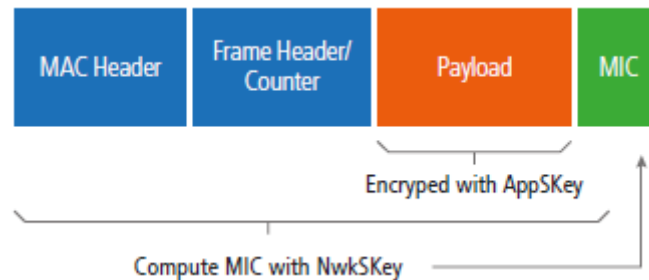 MAC Header
Frame Header/
Counter
Payload
MIC
Encryped with AppSKey
Compute MIC with NwkSKey